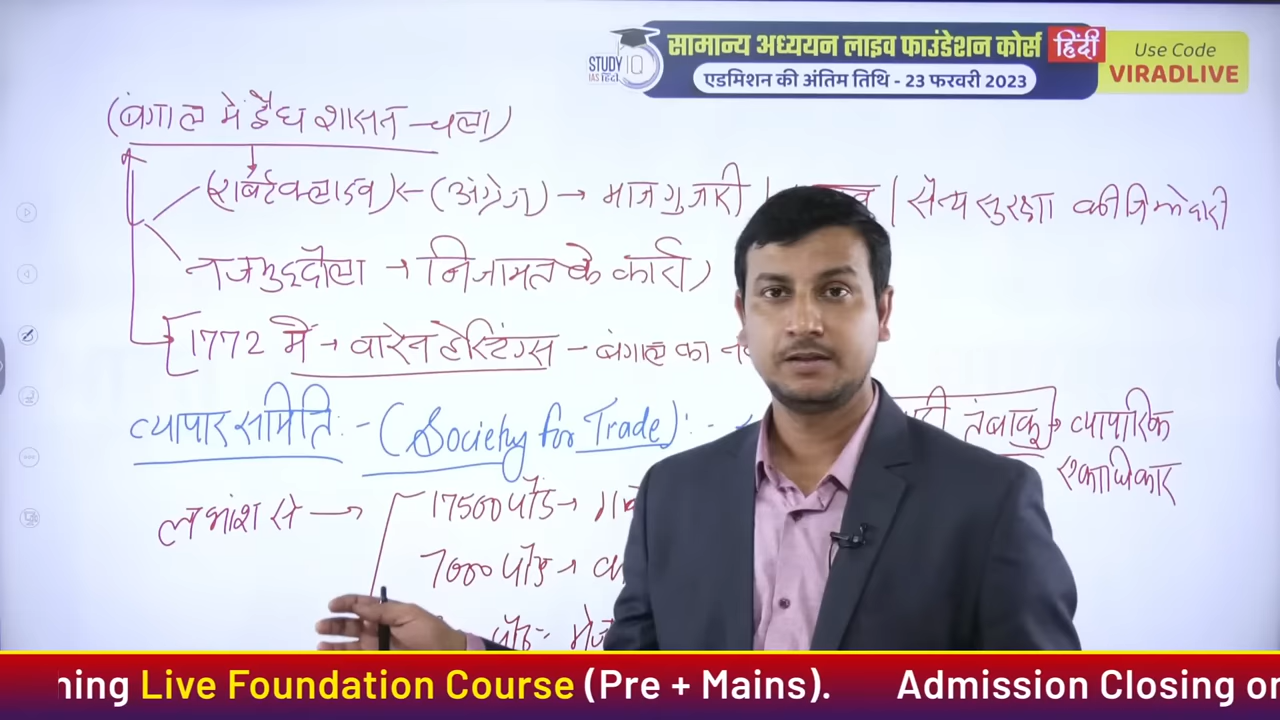 STUDY IQ
IAS हिंदी
सामान्य अध्ययन लाइव फाउंडेशन कोर्स हिंदी
एडमिशन की अंतिम तिथि - 23 फरवरी 2023
Use Code
VIRADLIVE
(बंगाल में द्वैध शासन - चला)
(राबर्ट क्लाइव) ← (अंग्रेज) → मालगुजारी | | सैन्य सुरक्षा की जिम्मेदारी
नजमुद्दौला → निजामत के कार्य)
[1772 में → वारेन हेस्टिंग्स - बंगाल का
व्यापार समिति:- (Society for Trade):- तंबाकू → व्यापारिक
एकाधिकार
लाभांश से → 17500 पौंड →
7000 पौंड →
पौंड -
ning Live Foundation Course (Pre + Mains). Admission Closing on